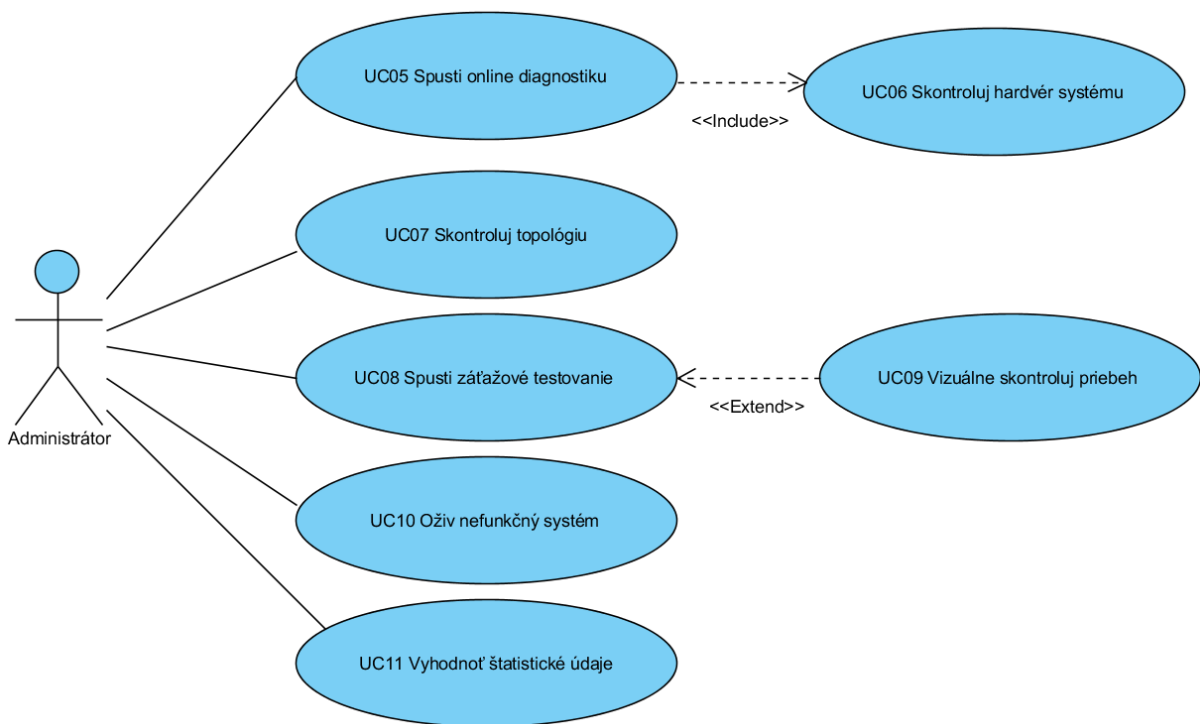 UC05 Spusti online diagnostiku
UC06 Skontroluj hardvér systému
<<Include>>
UC07 Skontroluj topológiu
UC08 Spusti záťažové testovanie
UC09 Vizuálne skontroluj priebeh
<<Extend>>
Administrátor
UC10 Oživ nefunkčný systém
UC11 Vyhodnoť štatistické údaje